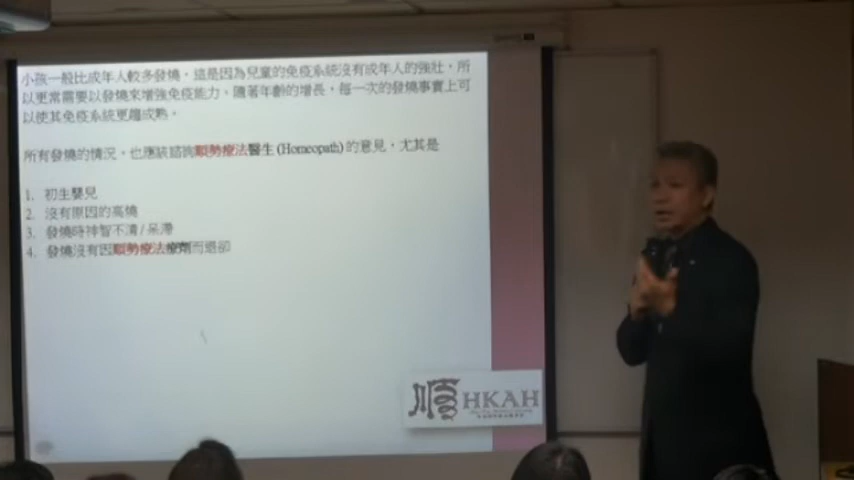 小孩一般比成年人較多發燒，這是因為兒童的免疫系統沒有成年人的強壯，所
以更常需要以發燒來增強免疫能力，隨著年齡的增長，每一次的發燒事實上可
以使其免疫系統更趨成熟。
所有發燒的情況，也應該諮詢順勢療法醫生 (Homeopath) 的意見，尤其是
1. 初生嬰兒
2. 沒有原因的高燒
3. 發燒時神智不清 / 呆滯
4. 發燒沒有因順勢療法療劑而退卻
順 HKAH